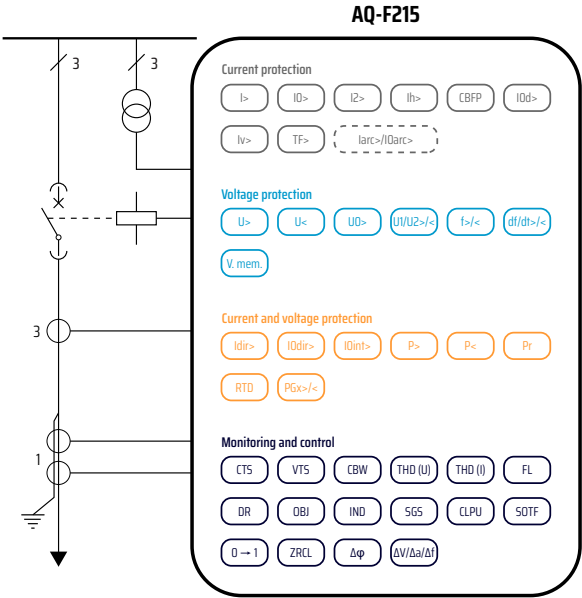 AQ-F215
3 3
Current protection
I> I0> I2> Ih> CBFP I0d>
Iv> TF> Iarc>/I0arc>
Voltage protection
U> U< U0> U1/U2>/< f>/< df/dt>/<
V. mem.
Current and voltage protection
3
Idir> I0dir> I0int> P> P< Pr
RTD PGx>/<
Monitoring and control
1
CTS VTS CBW THD (U) THD (I) FL
DR OBJ IND SGS CLPU SOTF
0 → 1 ZRCL Δφ ΔV/Δa/Δf